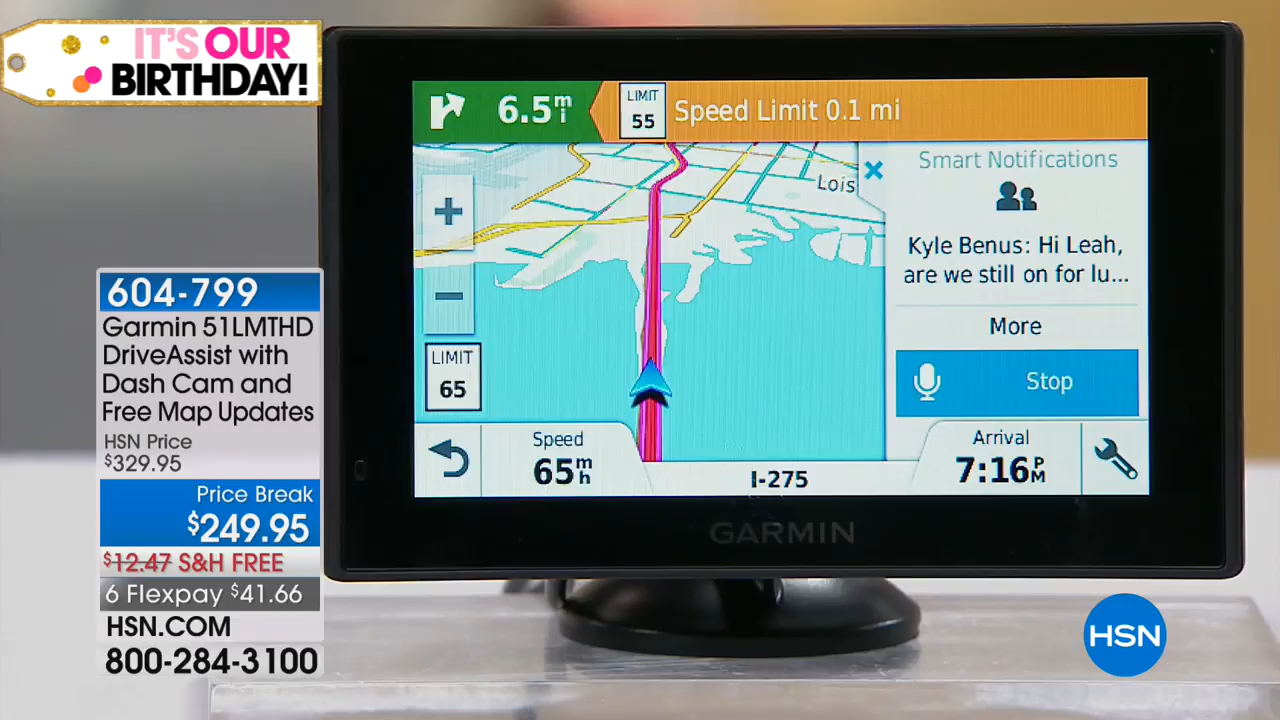 IT'S OUR
BIRTHDAY!
604-799
Garmin 51LMTHD
DriveAssist with
Dash Cam and
Free Map Updates
HSN Price
$329.95
Price Break
$249.95
$12.47 S&H FREE
6 Flexpay $41.66
HSN.COM
800-284-3100
6.5 mi
LIMIT
55
Speed Limit 0.1 mi
Lois
Smart Notifications
Kyle Benus: Hi Leah,
are we still on for lu...
More
Stop
LIMIT
65
Speed
65 mh
I-275
Arrival
7:16 PM
GARMIN
HSN